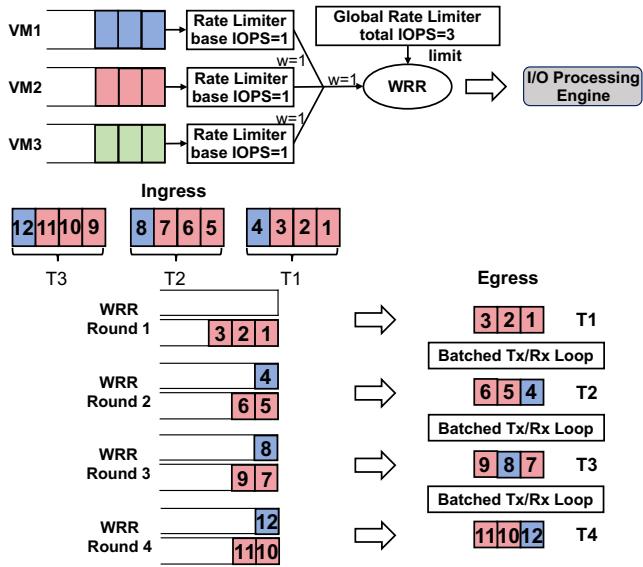 VM1
Rate Limiter
base IOPS=1
Global Rate Limiter
total IOPS=3
limit
w=1
VM2
Rate Limiter
base IOPS=1
w=1
WRR
I/O Processing
Engine
w=1
VM3
Rate Limiter
base IOPS=1
Ingress
12 11 10 9
8 7 6 5
4 3 2 1
T3
T2
T1
Egress
WRR
Round 1
3 2 1
3 2 1
T1
Batched Tx/Rx Loop
WRR
Round 2
4
6 5
6 5 4
T2
Batched Tx/Rx Loop
WRR
Round 3
8
9 7
9 8 7
T3
Batched Tx/Rx Loop
WRR
Round 4
12
11 10
11 10 12
T4